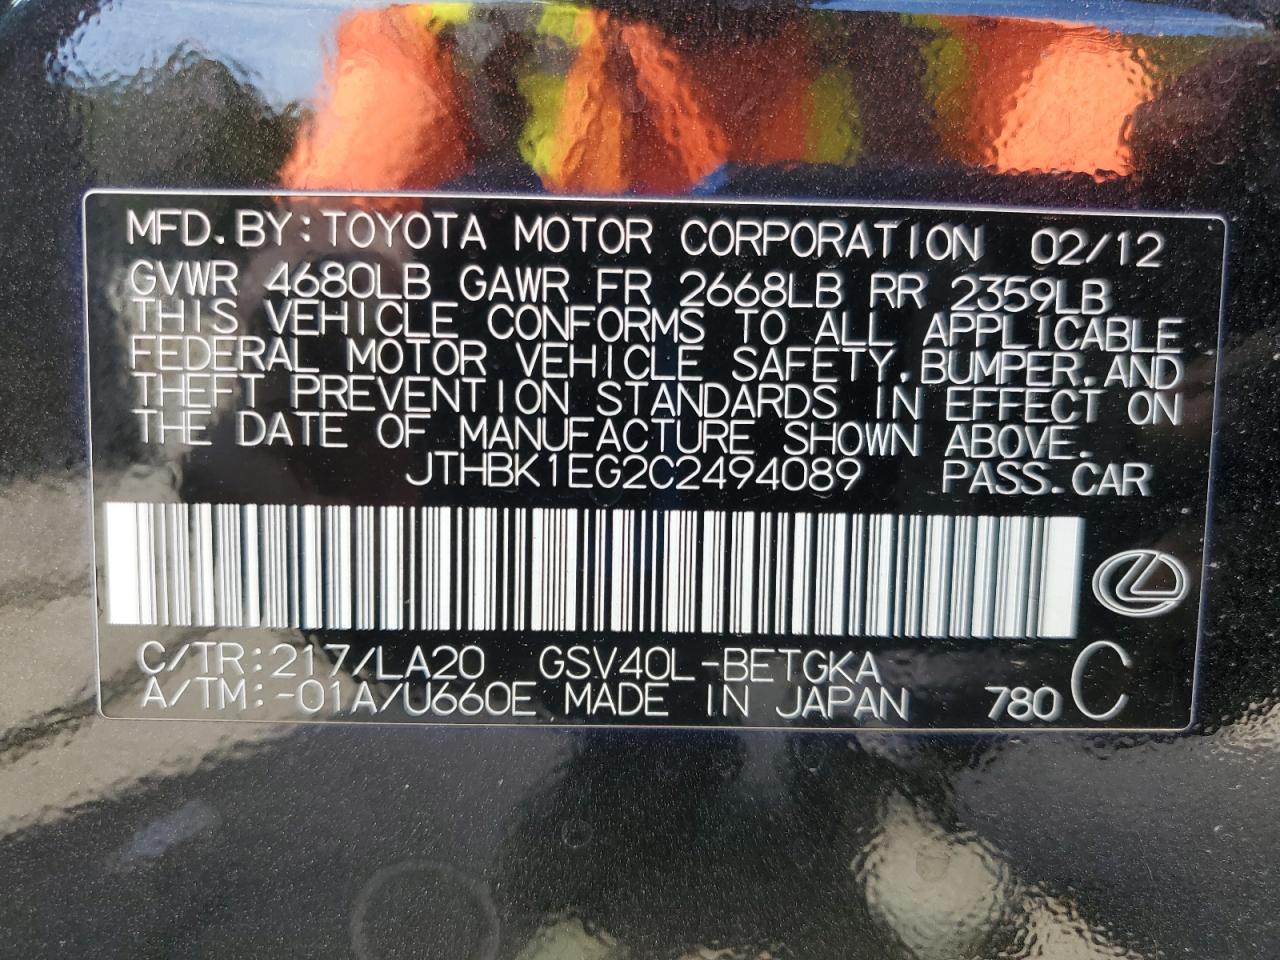 MFD.BY:TOYOTA MOTOR CORPORATION 02/12
GVWR 4680LB GAWR FR 2668LB RR 2359LB
THIS VEHICLE CONFORMS TO ALL APPLICABLE
FEDERAL MOTOR VEHICLE SAFETY,BUMPER,AND
THEFT PREVENTION STANDARDS IN EFFECT ON
THE DATE OF MANUFACTURE SHOWN ABOVE.
JTHBK1EG2C2494089 PASS.CAR
C/TR:217/LA20 GSV40L-BETGKA
A/TM:-01A/U660E MADE IN JAPAN 780 C